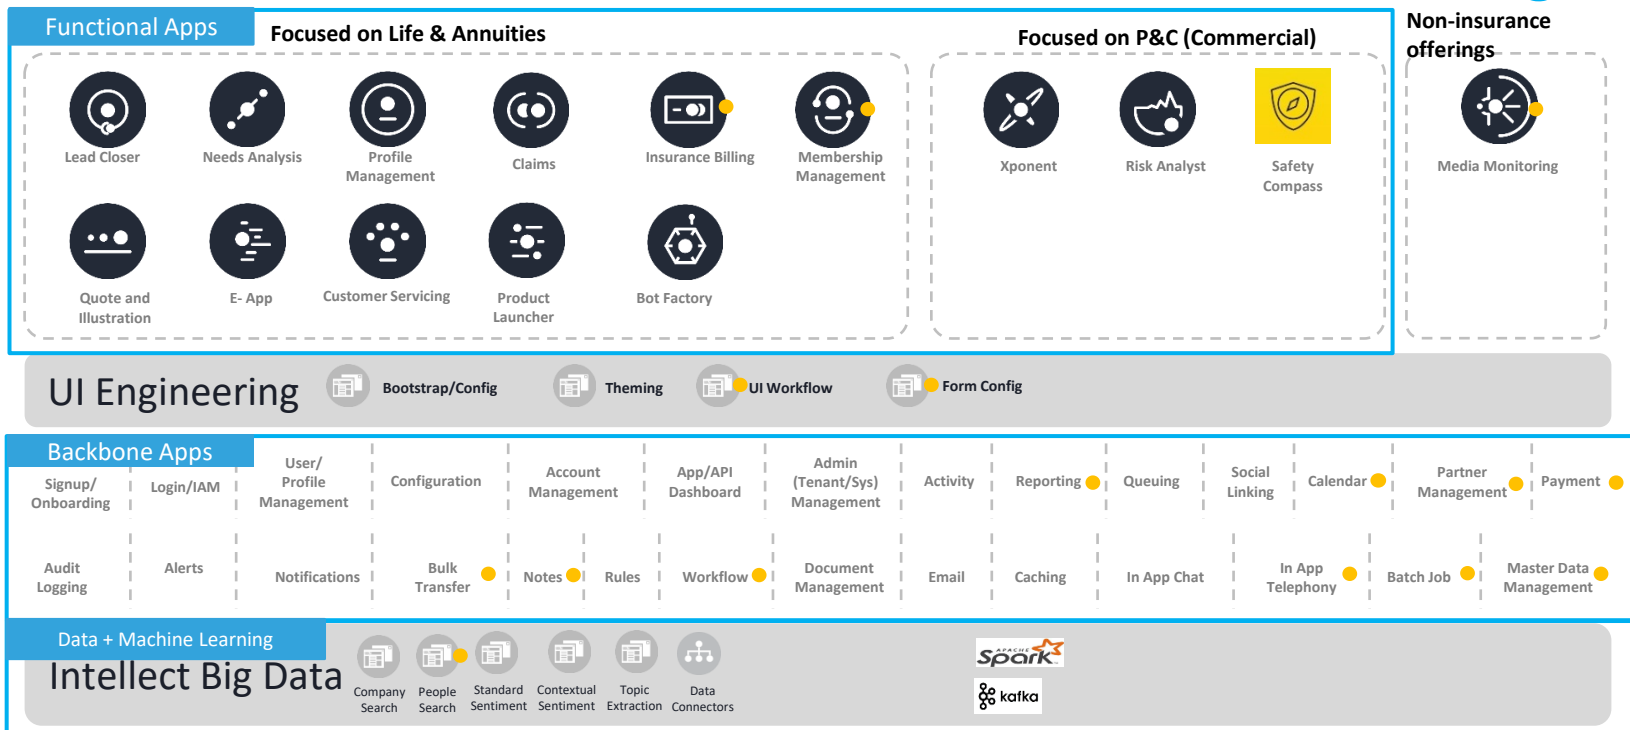 Functional Apps
Focused on Life & Annuities
Focused on P&C (Commercial)
Non-insurance
offerings
Lead Closer
Needs Analysis
Profile
Management
Claims
Insurance Billing
Membership
Management
Xponent
Risk Analyst
Safety
Compass
Media Monitoring
Quote and
Illustration
E- App
Customer Servicing
Product
Launcher
Bot Factory
UI Engineering
Bootstrap/Config
Theming
UI Workflow
Form Config
Backbone Apps
Signup/
Onboarding
Login/IAM
User/
Profile
Management
Configuration
Account
Management
App/API
Dashboard
Admin
(Tenant/Sys)
Management
Activity
Reporting
Queuing
Social
Linking
Calendar
Partner
Management
Payment
Audit
Logging
Alerts
Notifications
Bulk
Transfer
Notes
Rules
Workflow
Document
Management
Email
Caching
In App Chat
In App
Telephony
Batch Job
Master Data
Management
Data + Machine Learning
Intellect Big Data
Company
Search
People
Search
Standard
Sentiment
Contextual
Sentiment
Topic
Extraction
Data
Connectors
APACHE
Spark
kafka